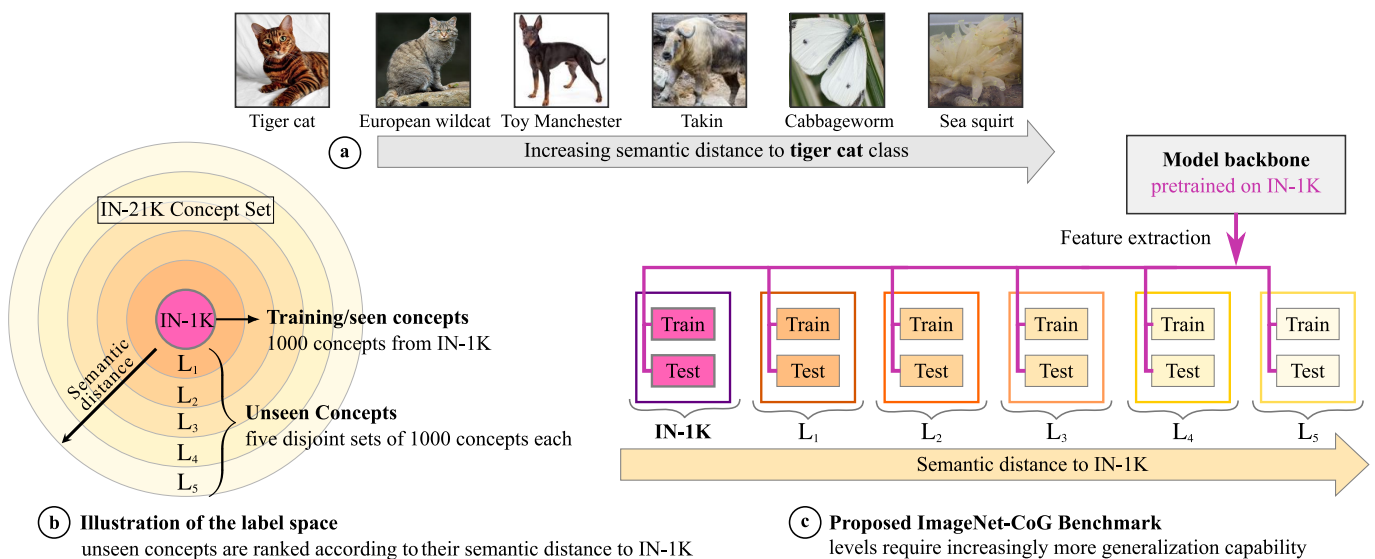 Tiger cat
European wildcat
Toy Manchester
Takin
Cabbageworm
Sea squirt
a
Increasing semantic distance to tiger cat class
IN-21K Concept Set
IN-1K
Training/seen concepts
1000 concepts from IN-1K
Semantic
distance
L1
L2
L3
L4
L5
Unseen Concepts
five disjoint sets of 1000 concepts each
b Illustration of the label space
unseen concepts are ranked according to their semantic distance to IN-1K
Model backbone
pretrained on IN-1K
Feature extraction
Train Train Train Train Train Train
Test Test Test Test Test Test
IN-1K L1 L2 L3 L4 L5
Semantic distance to IN-1K
c Proposed ImageNet-CoG Benchmark
levels require increasingly more generalization capability